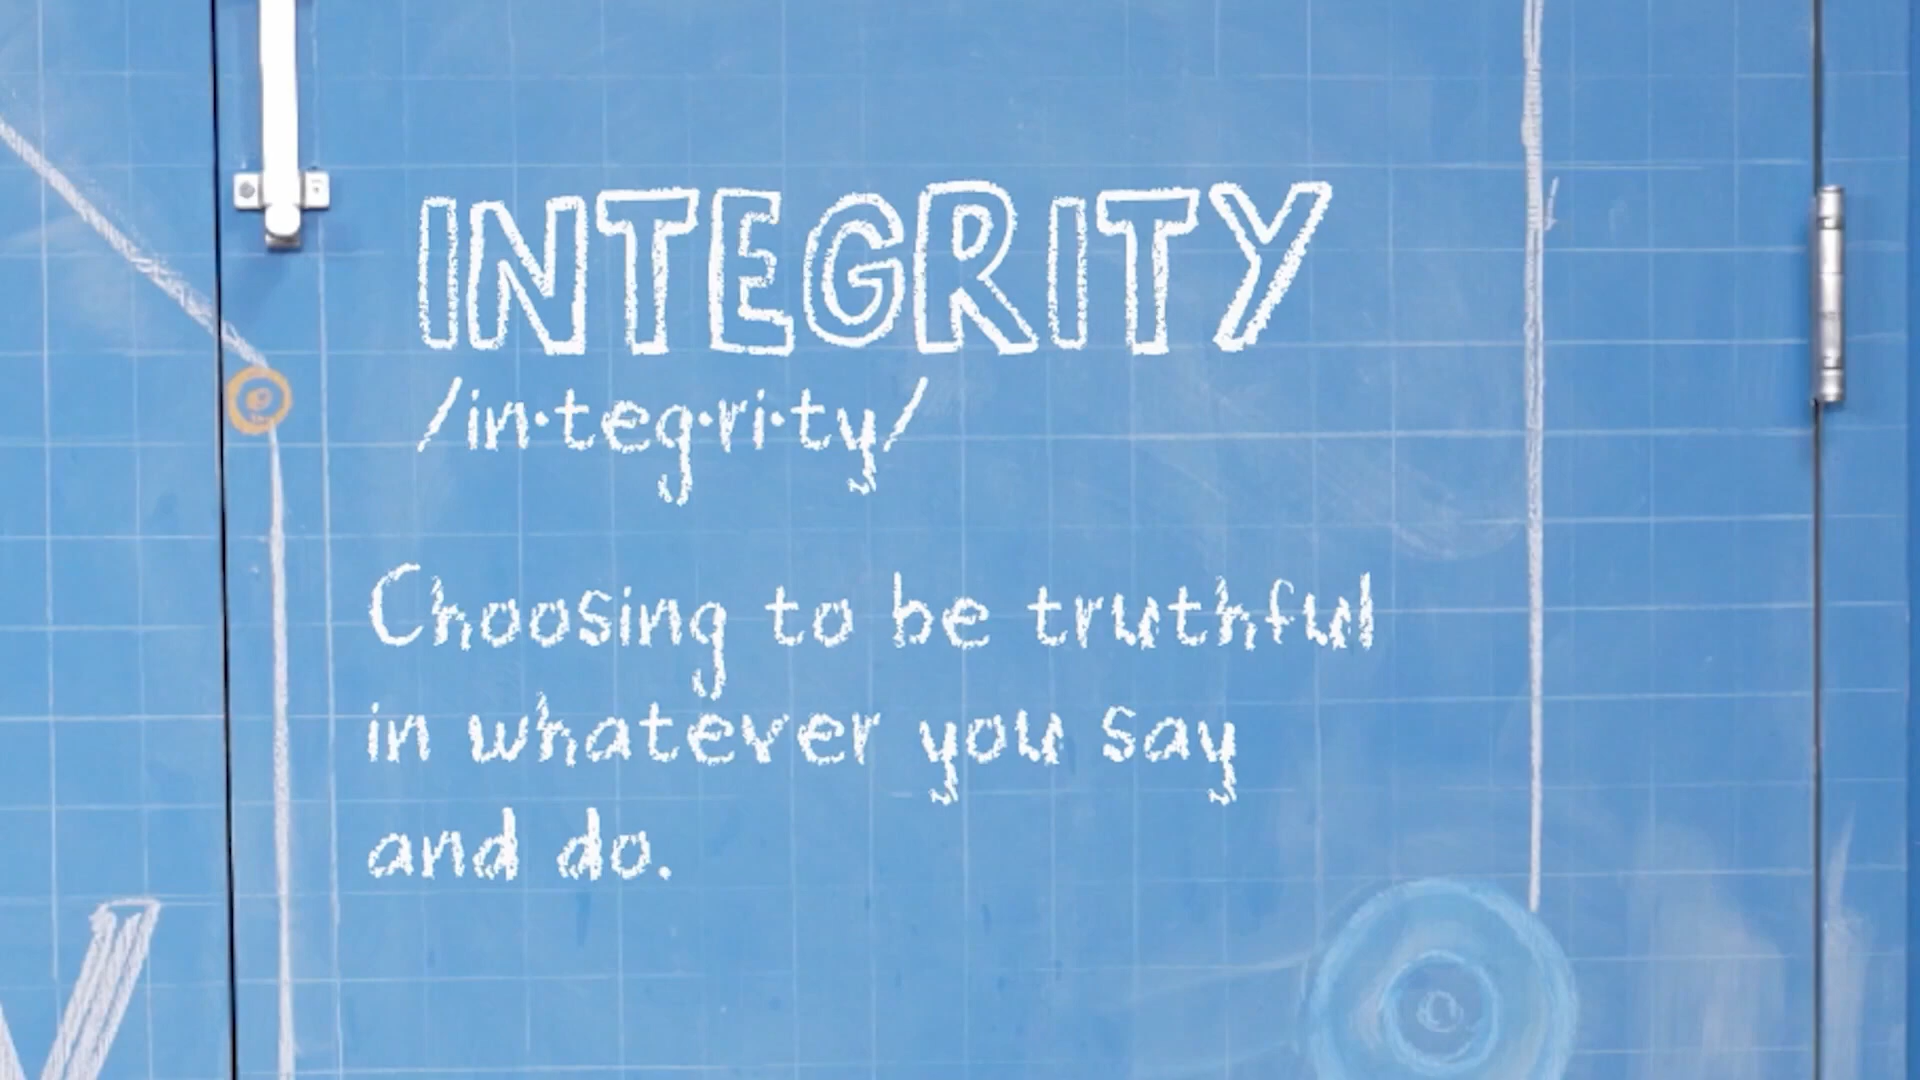 INTEGRITY
/in·teg·ri·ty/
Choosing to be truthful
in whatever you say
and do.